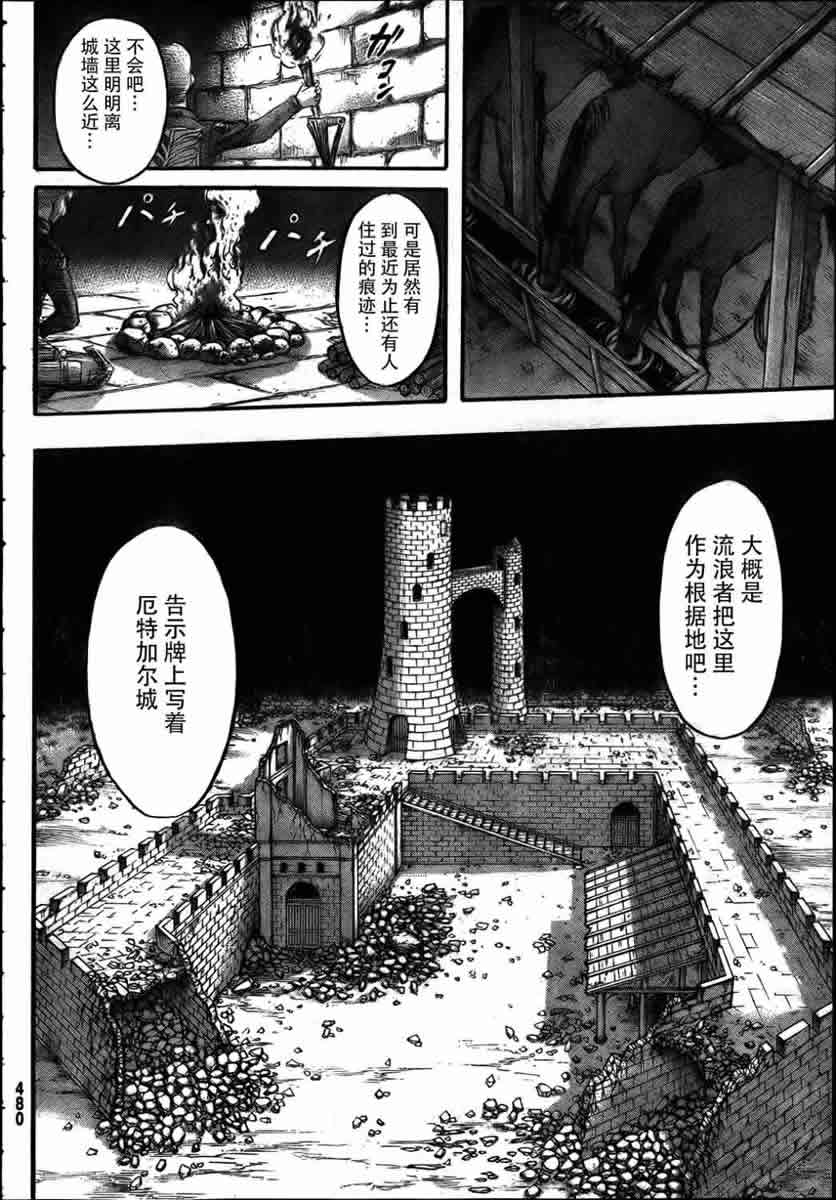 ガコン
不会吧…
这里明明离
城墙这么近…
可是居然有
到最近为止还有人
住过的痕迹…
パチ
パチ
大概是
流浪者把这里
作为根据地吧…
告示牌上写着
厄特加尔城
480